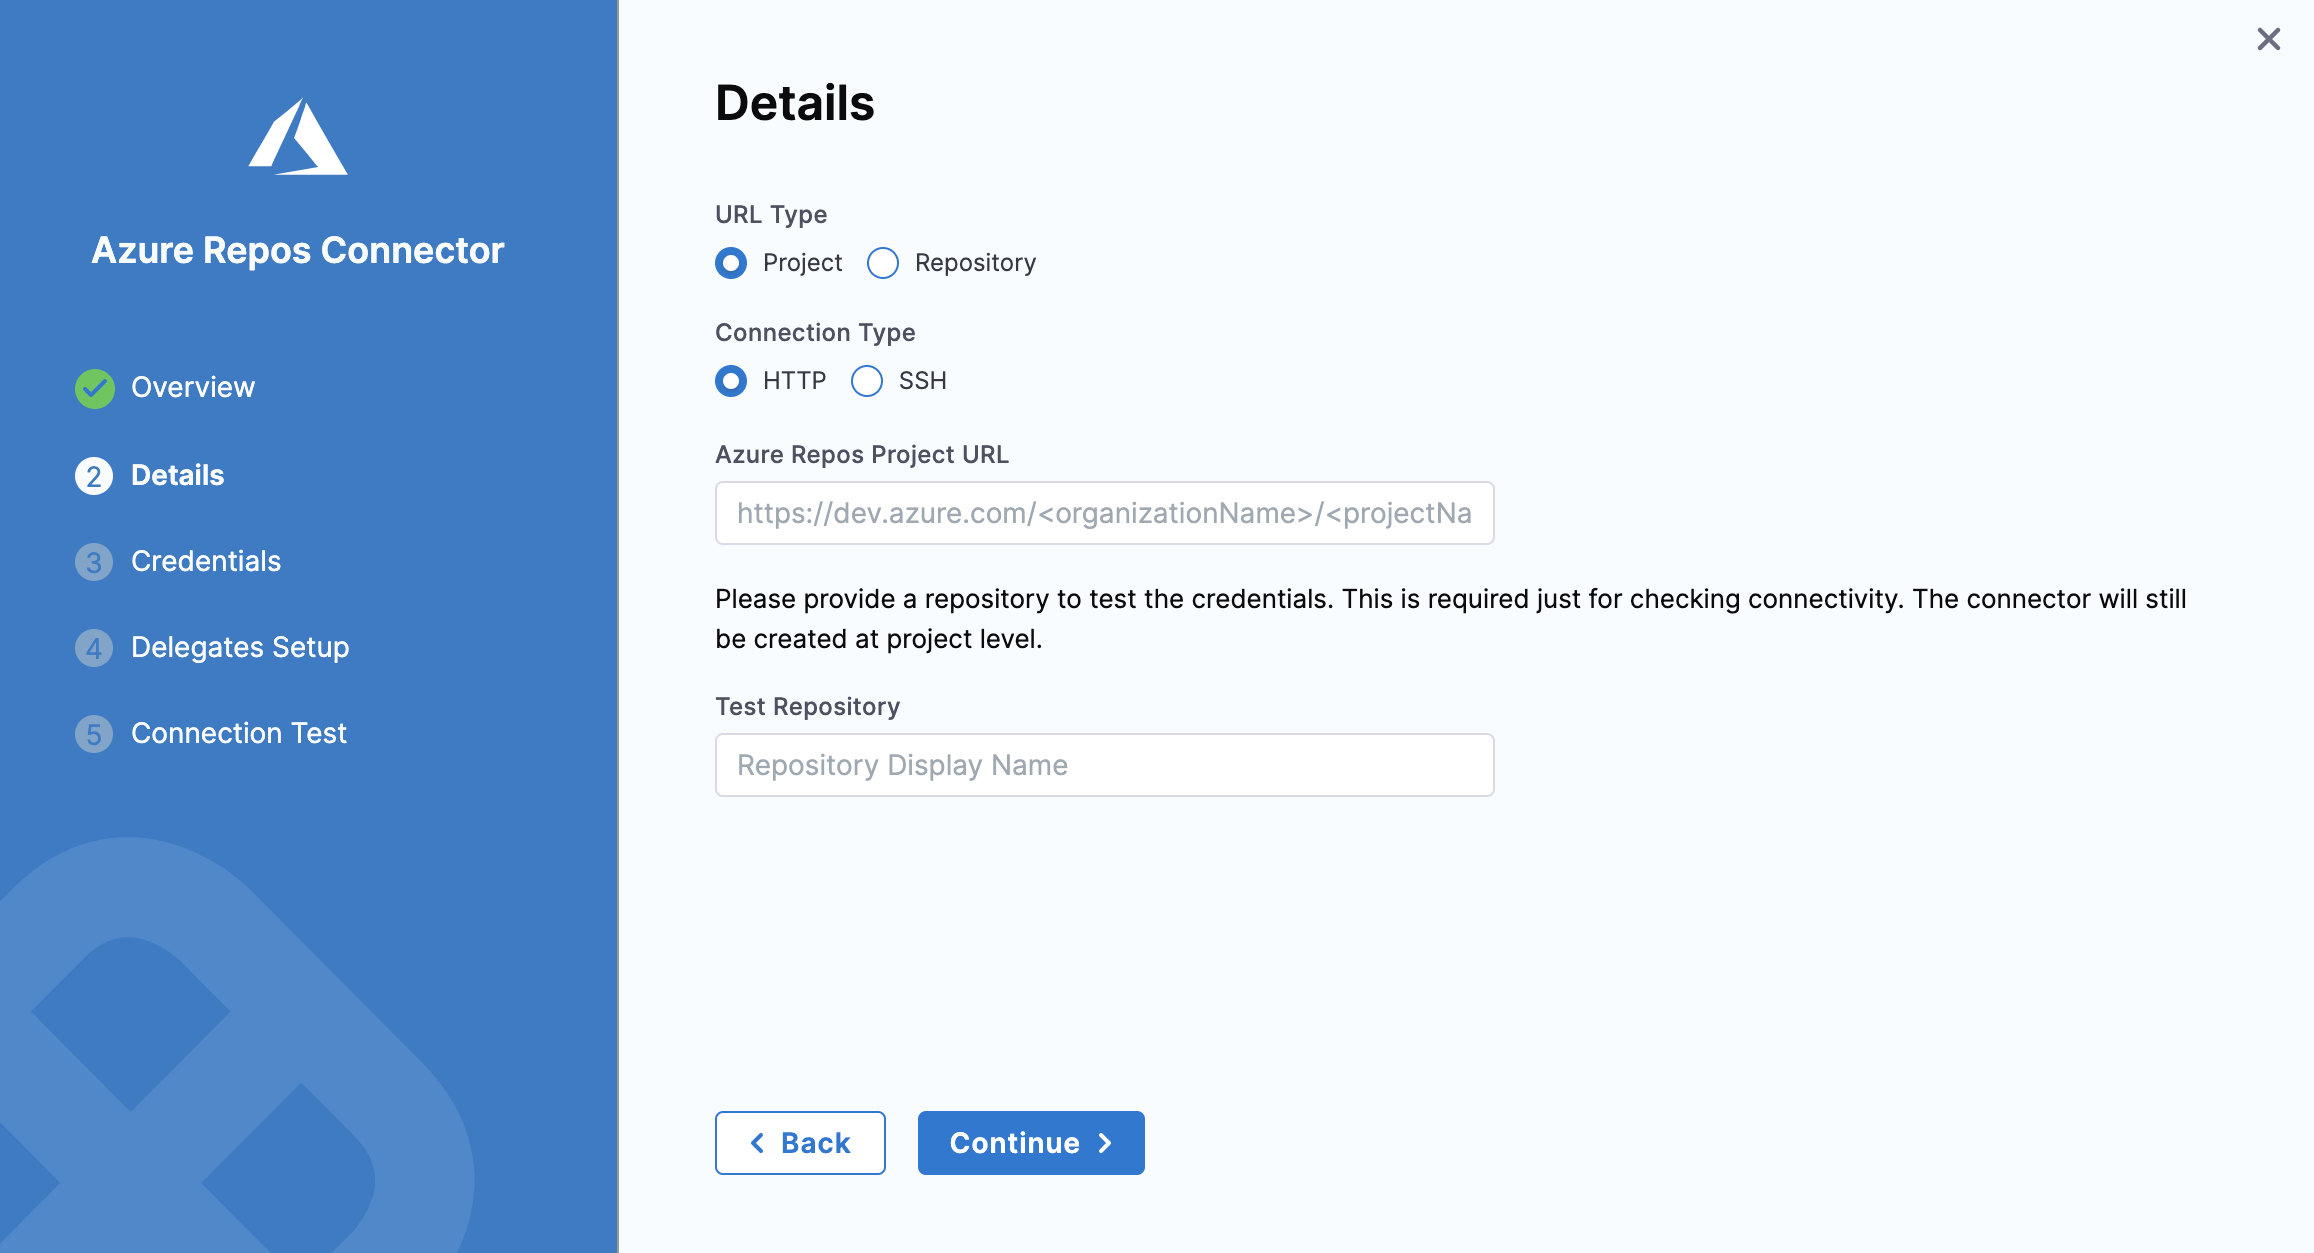 Azure Repos Connector
Overview
2 Details
3 Credentials
4 Delegates Setup
5 Connection Test
Details
URL Type
Project Repository
Connection Type
HTTP SSH
Azure Repos Project URL
https://dev.azure.com/<organizationName>/<projectNa
Please provide a repository to test the credentials. This is required just for checking connectivity. The connector will still
be created at project level.
Test Repository
Repository Display Name
Back Continue